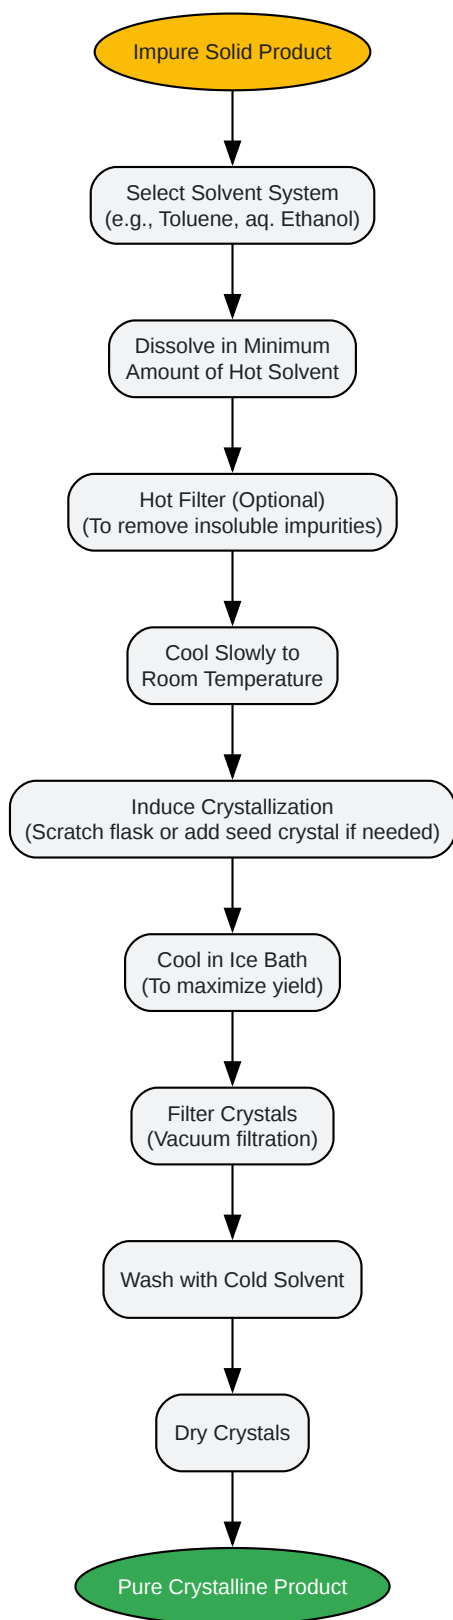 Impure Solid Product
Select Solvent System
(e.g., Toluene, aq. Ethanol)
Dissolve in Minimum
Amount of Hot Solvent
Hot Filter (Optional)
(To remove insoluble impurities)
Cool Slowly to
Room Temperature
Induce Crystallization
(Scratch flask or add seed crystal if needed)
Cool in Ice Bath
(To maximize yield)
Filter Crystals
(Vacuum filtration)
Wash with Cold Solvent
Dry Crystals
Pure Crystalline Product